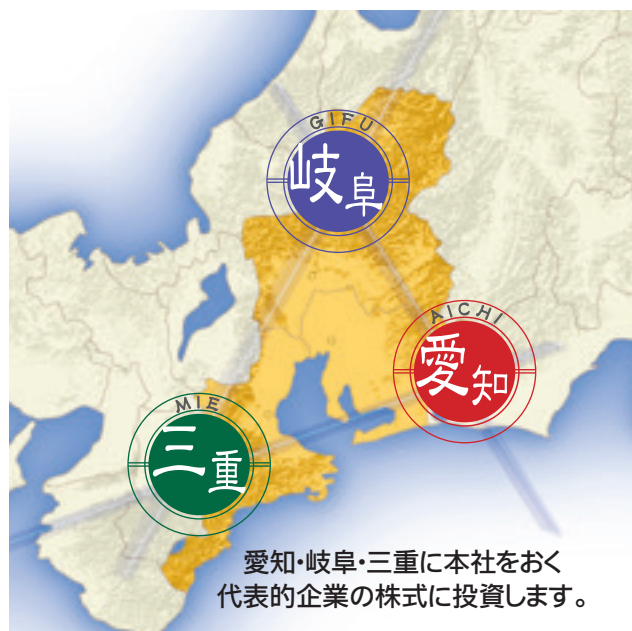 GIFU
岐阜
AICHI
愛知
MIE
三重
愛知・岐阜・三重に本社をおく
代表的企業の株式に投資します。